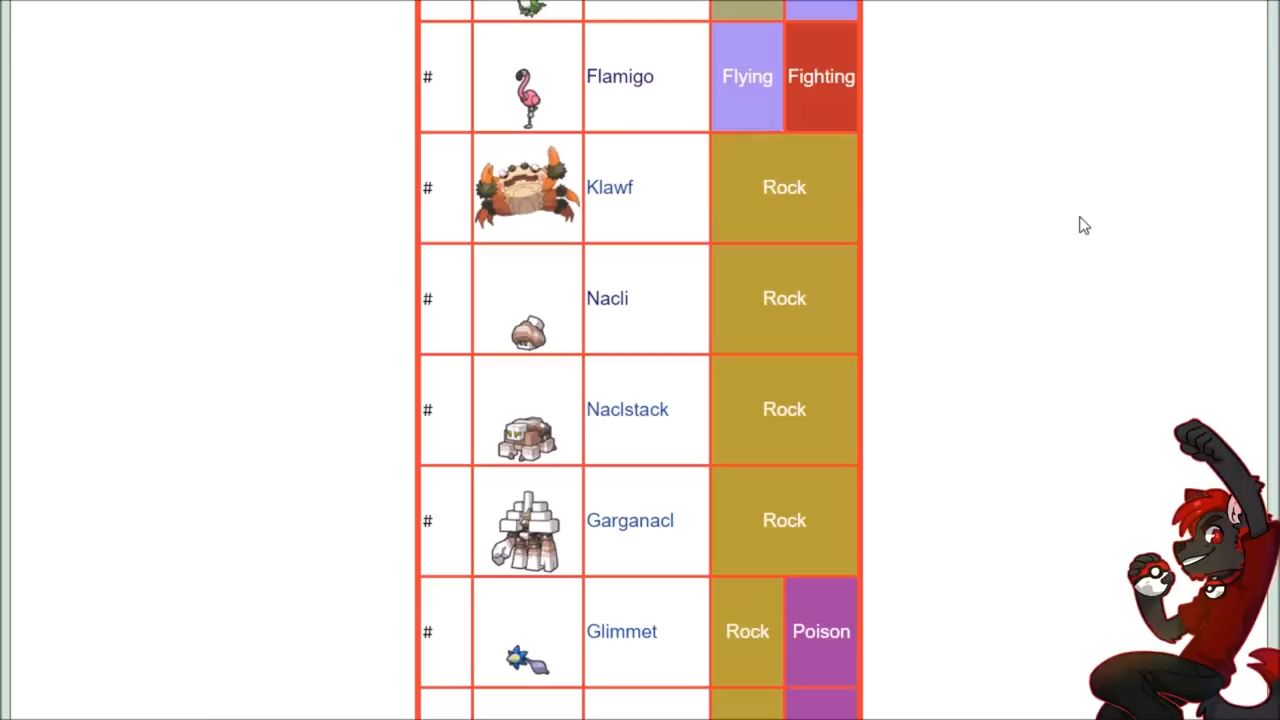 # Flamigo Flying Fighting
# Klawf Rock
# Nacli Rock
# Naclstack Rock
# Garganacl Rock
# Glimmet Rock Poison